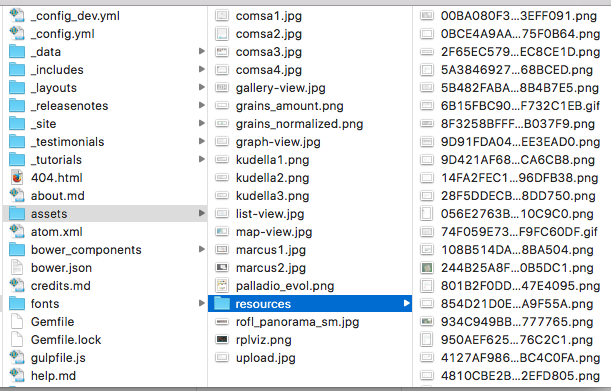 _config_dev.yml
_config.yml
_data
_includes
_layouts
_releasenotes
_site
_testimonials
_tutorials
404.html
about.md
assets
atom.xml
bower_components
bower.json
credits.md
fonts
Gemfile
Gemfile.lock
gulpfile.js
help.md
comsa1.jpg
comsa2.jpg
comsa3.jpg
comsa4.jpg
gallery-view.jpg
grains_amount.png
grains_normalized.png
graph-view.jpg
kudella1.png
kudella2.png
kudella3.png
list-view.jpg
map-view.jpg
marcus1.jpg
marcus2.jpg
palladio_evol.png
resources
rofl_panorama_sm.jpg
rplviz.png
upload.jpg
00BA080F3...3EFF091.png
0BCE4A9AA...75F0B64.png
2F65EC579...EC8CE1D.png
5A3846927...68BCED.png
5B482FABA...8B4B7E5.png
6B15FBC90...F732C1EB.gif
8F3258BFFF...B037F9.png
9D91FDA04...EE3EAD0.png
9D421AF68...CA6CB8.png
14FA2FEC1...96DFB38.png
28F5DDECB...8DD750.png
056E2763B...10C9C0.png
74F059E73...F9FC60DF.gif
108B514DA...8BA504.png
244B25A8F...0B5DC1.png
801B2F0DD...47E4095.png
854D21D0E...A9F55A.png
934C949BB...777765.png
950AEF625...76C2C1.png
4127AF986...BC4C0FA.png
4810CBE2B...2EFD805.png